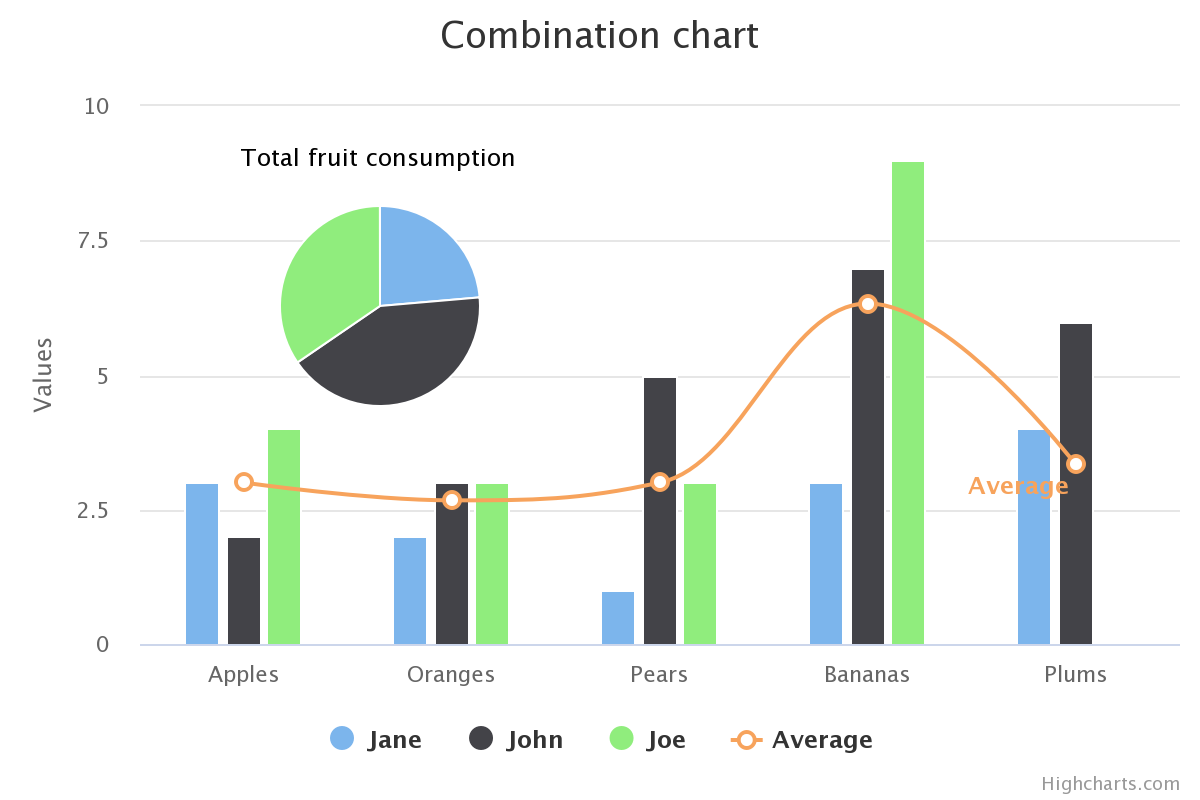 Combination chart
10
Total fruit consumption
7.5
Values
5
Average
2.5
0
Apples Oranges Pears Bananas Plums
Jane John Joe Average
Highcharts.com